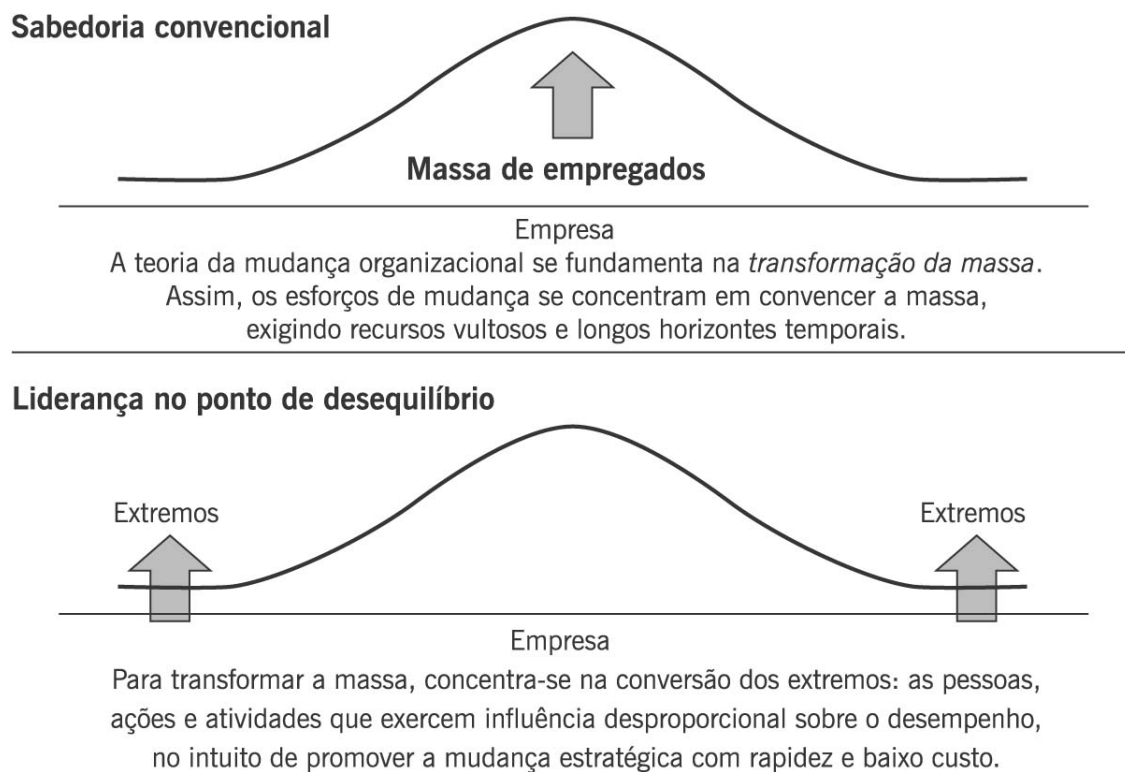 Sabedoria convencional
Massa de empregados
Empresa
A teoria da mudança organizacional se fundamenta na transformação da massa.
Assim, os esforços de mudança se concentram em convencer a massa,
exigindo recursos vultosos e longos horizontes temporais.
Liderança no ponto de desequilíbrio
Extremos
Extremos
Empresa
Para transformar a massa, concentra-se na conversão dos extremos: as pessoas,
ações e atividades que exercem influência desproporcional sobre o desempenho,
no intuito de promover a mudança estratégica com rapidez e baixo custo.